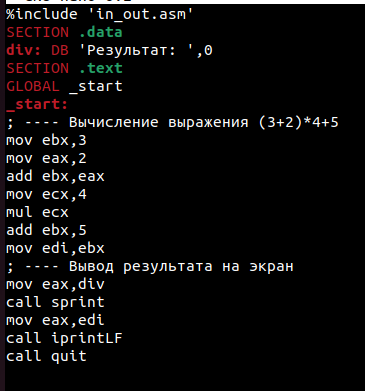 %include 'in_out.asm'
SECTION .data
div: DB 'Результат: ',0
SECTION .text
GLOBAL _start
_start:
; ---- Вычисление выражения (3+2)*4+5
mov ebx,3
mov eax,2
add ebx,eax
mov ecx,4
mul ecx
add ebx,5
mov edi,ebx
; ---- Вывод результата на экран
mov eax,div
call sprint
mov eax,edi
call iprintLF
call quit